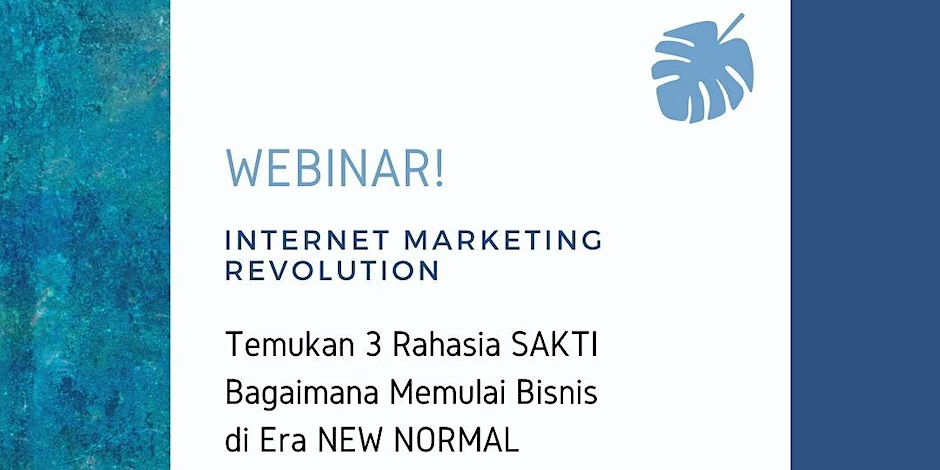 WEBINAR!
INTERNET MARKETING
REVOLUTION
Temukan 3 Rahasia SAKTI
Bagaimana Memulai Bisnis
di Era NEW NORMAL